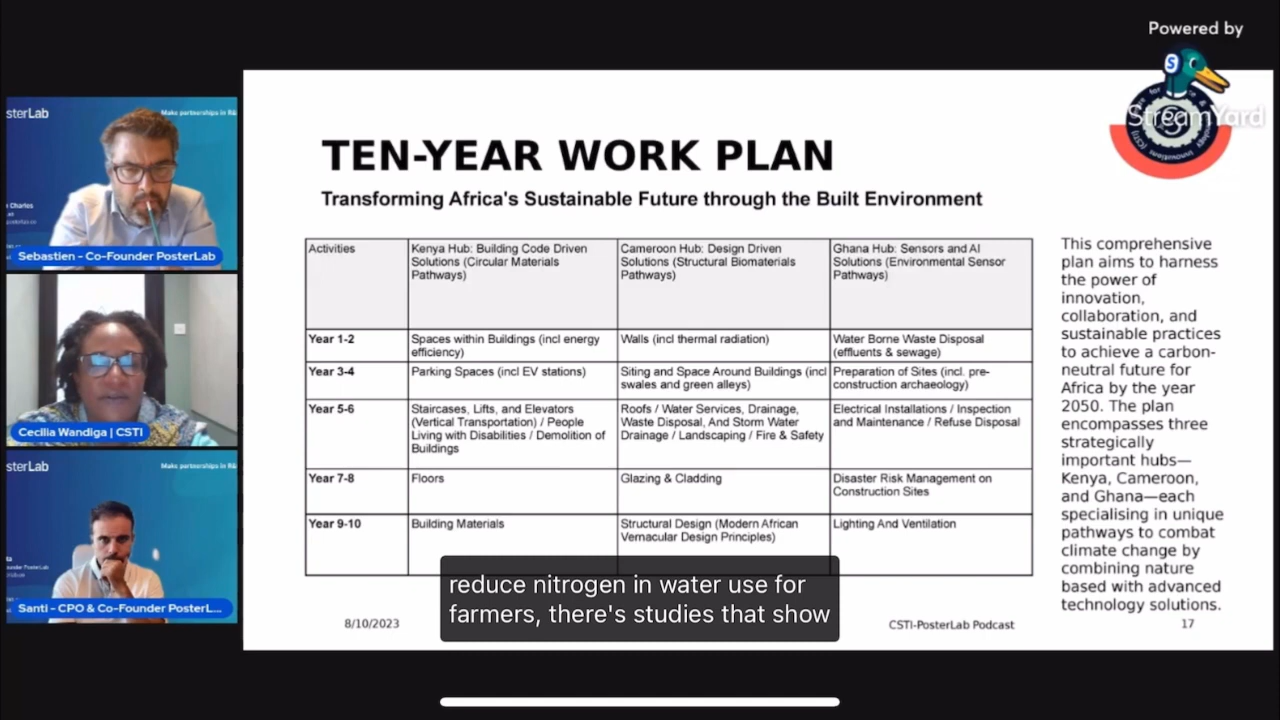 Powered by
StreamYard
sterLab
Make partnerships in R&
Charles
Sebastien - Co-Founder PosterLab
Cecilia Wandiga | CSTI
sterLab
Make partnerships in R&
Santi - CPO & Co-Founder PosterL...
TEN-YEAR WORK PLAN
Transforming Africa's Sustainable Future through the Built Environment
Activities
Kenya Hub: Building Code Driven
Solutions (Circular Materials
Pathways)
Cameroon Hub: Design Driven
Solutions (Structural Biomaterials
Pathways)
Ghana Hub: Sensors and AI
Solutions (Environmental Sensor
Pathways)
Year 1-2
Spaces within Buildings (incl energy
efficiency)
Walls (incl thermal radiation)
Water Borne Waste Disposal
(effluents & sewage)
Year 3-4
Parking Spaces (incl EV stations)
Siting and Space Around Buildings (incl
swales and green alleys)
Preparation of Sites (incl. pre-
construction archaeology)
Year 5-6
Staircases, Lifts, and Elevators
(Vertical Transportation) / People
Living with Disabilities / Demolition of
Buildings
Roofs / Water Services, Drainage,
Waste Disposal, And Storm Water
Drainage / Landscaping / Fire & Safety
Electrical Installations / Inspection
and Maintenance / Refuse Disposal
Year 7-8
Floors
Glazing & Cladding
Disaster Risk Management on
Construction Sites
Year 9-10
Building Materials
Structural Design (Modern African
Vernacular Design Principles)
Lighting And Ventilation
This comprehensive
plan aims to harness
the power of
innovation,
collaboration, and
sustainable practices
to achieve a carbon-
neutral future for
Africa by the year
2050. The plan
encompasses three
strategically
important hubs—
Kenya, Cameroon,
and Ghana—each
specialising in unique
pathways to combat
climate change by
combining nature
based with advanced
technology solutions.
reduce nitrogen in water use for
farmers, there's studies that show
8/10/2023
CSTI-PosterLab Podcast
17